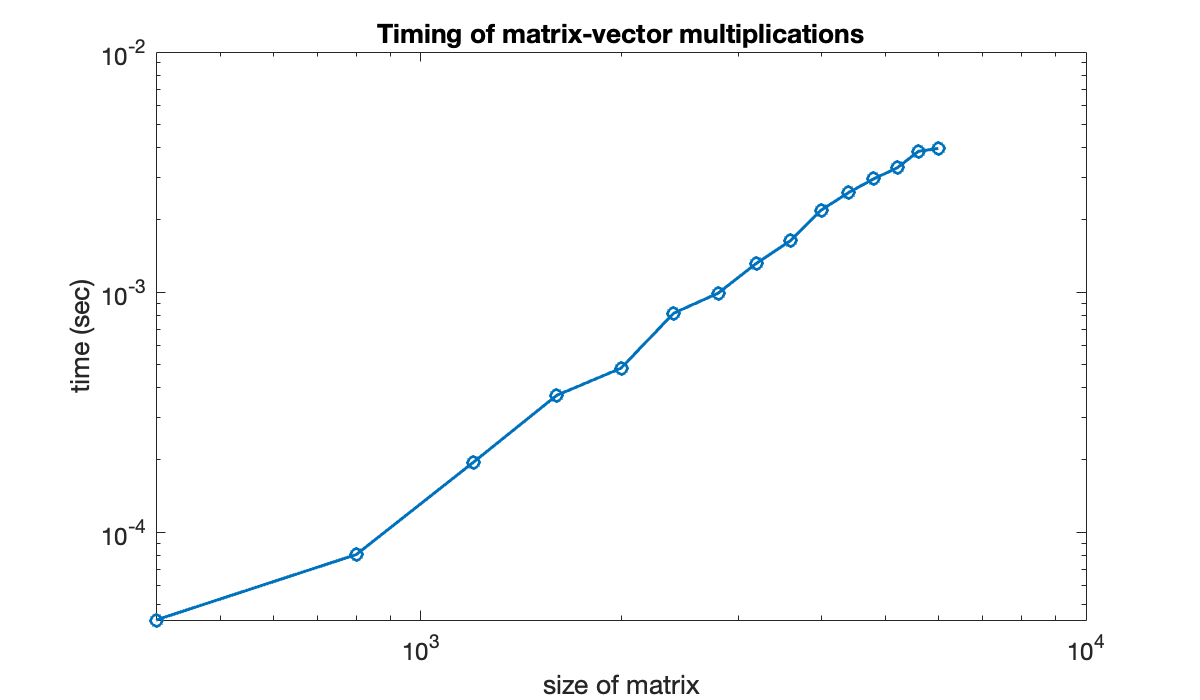 Timing of matrix-vector multiplications
10^-2
10^-3
10^-4
time (sec)
10^3
10^4
size of matrix